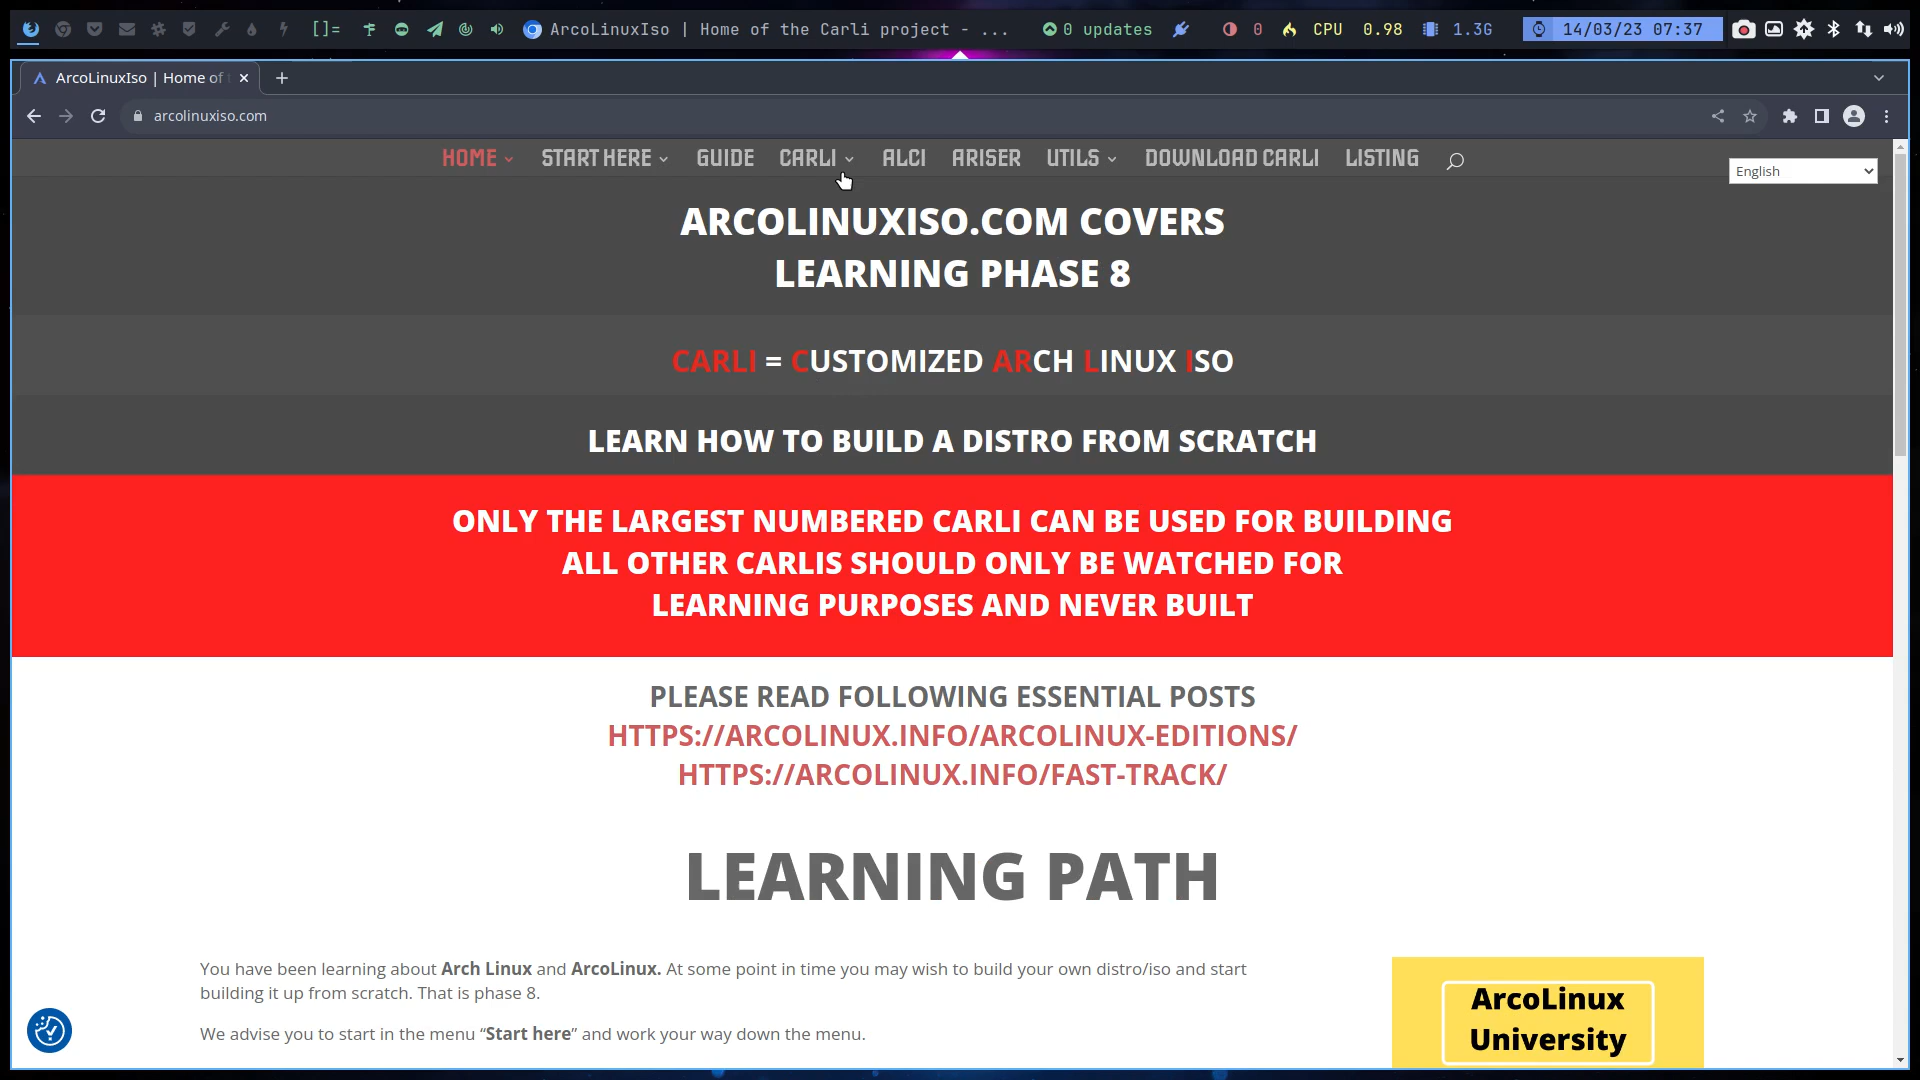 []=
ArcoLinuxIso | Home of the Carli project - ...
0 updates
0
CPU 0.98
1.3G
14/03/23 07:37
ArcoLinuxIso | Home of
arcolinuxiso.com
HOME
START HERE
GUIDE
CARLI
ALCI
ARISER
UTILS
DOWNLOAD CARLI
LISTING
English
ARCOLINUXISO.COM COVERS
LEARNING PHASE 8
CARLI = CUSTOMIZED ARCH LINUX ISO
LEARN HOW TO BUILD A DISTRO FROM SCRATCH
ONLY THE LARGEST NUMBERED CARLI CAN BE USED FOR BUILDING
ALL OTHER CARLIS SHOULD ONLY BE WATCHED FOR
LEARNING PURPOSES AND NEVER BUILT
PLEASE READ FOLLOWING ESSENTIAL POSTS
HTTPS://ARCOLINUX.INFO/ARCOLINUX-EDITIONS/
HTTPS://ARCOLINUX.INFO/FAST-TRACK/
LEARNING PATH
You have been learning about Arch Linux and ArcoLinux. At some point in time you may wish to build your own distro/iso and start
building it up from scratch. That is phase 8.
We advise you to start in the menu “Start here” and work your way down the menu.
ArcoLinux
University